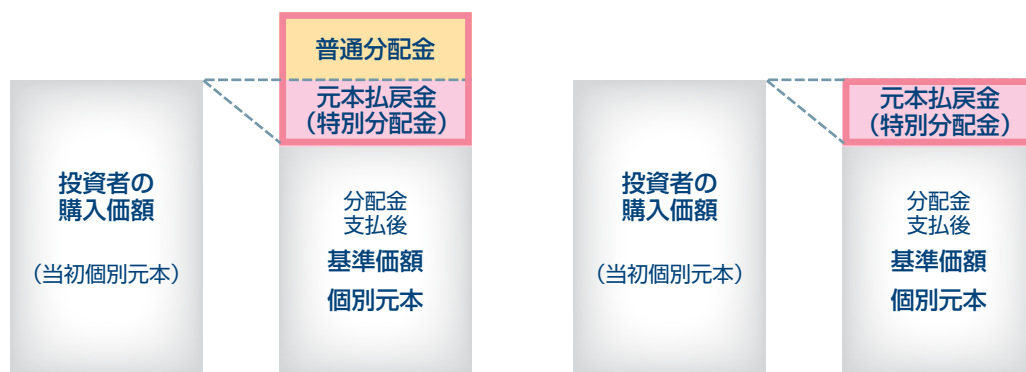 普通分配金
元本払戻金
（特別分配金）
投資者の
購入価額
（当初個別元本）
分配金
支払後
基準価額
個別元本
元本払戻金
（特別分配金）
投資者の
購入価額
（当初個別元本）
分配金
支払後
基準価額
個別元本